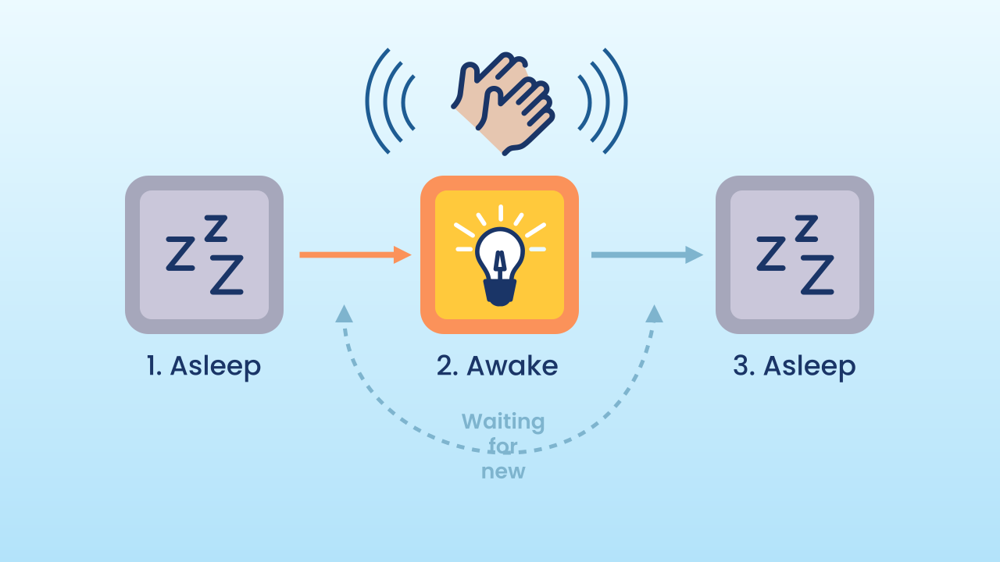 z
Z
Z
z
Z
Z
1. Asleep
2. Awake
3. Asleep
Waiting
for
new